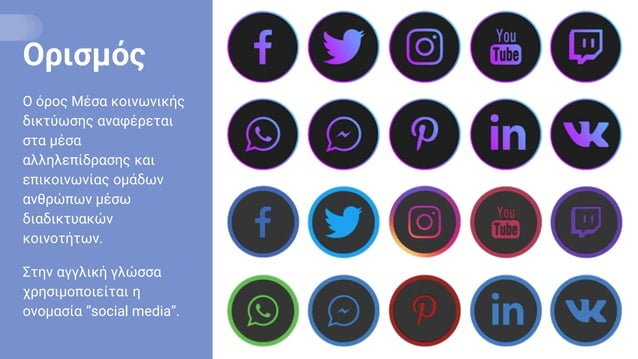 Ορισμός
Ο όρος Μέσα κοινωνικής
δικτύωσης αναφέρεται
στα μέσα
αλληλεπίδρασης και
επικοινωνίας ομάδων
ανθρώπων μέσω
διαδικτυακών
κοινοτήτων.
Στην αγγλική γλώσσα
χρησιμοποιείται η
ονομασία “social media”.
You
Tube
in
You
Tube
in